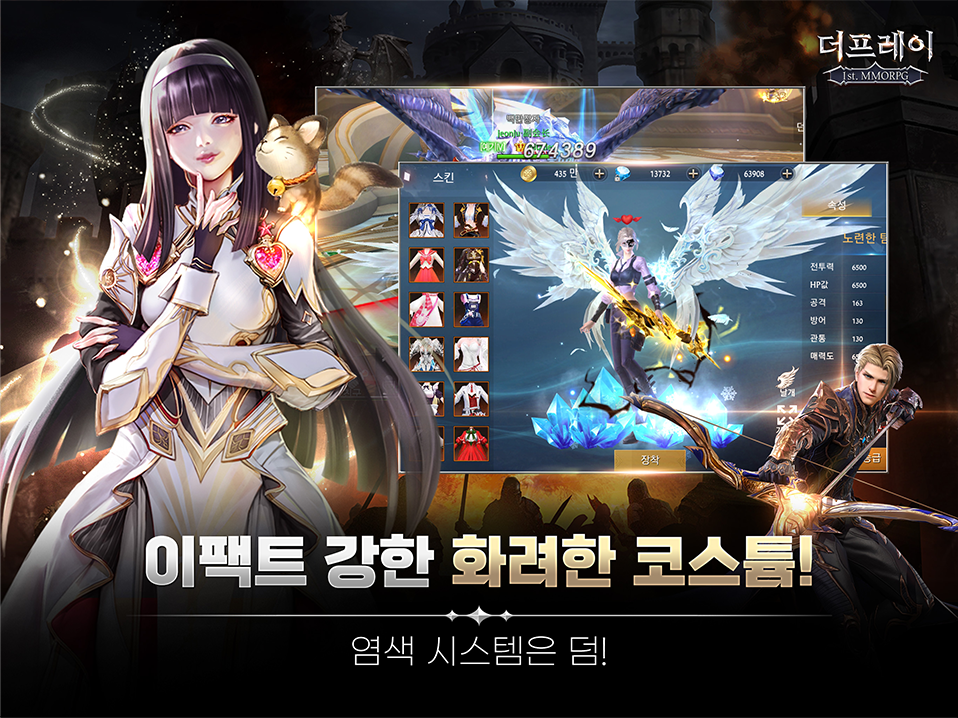 더프레이
1st. MMORPG
674389
스킨
435 만
13732
63908
속성
노련한
전투력 6500
HP값 6500
공격 163
방어 130
관통 130
매력도
날개
장착
이팩트 강한 화려한 코스튬!
염색 시스템은 덤!